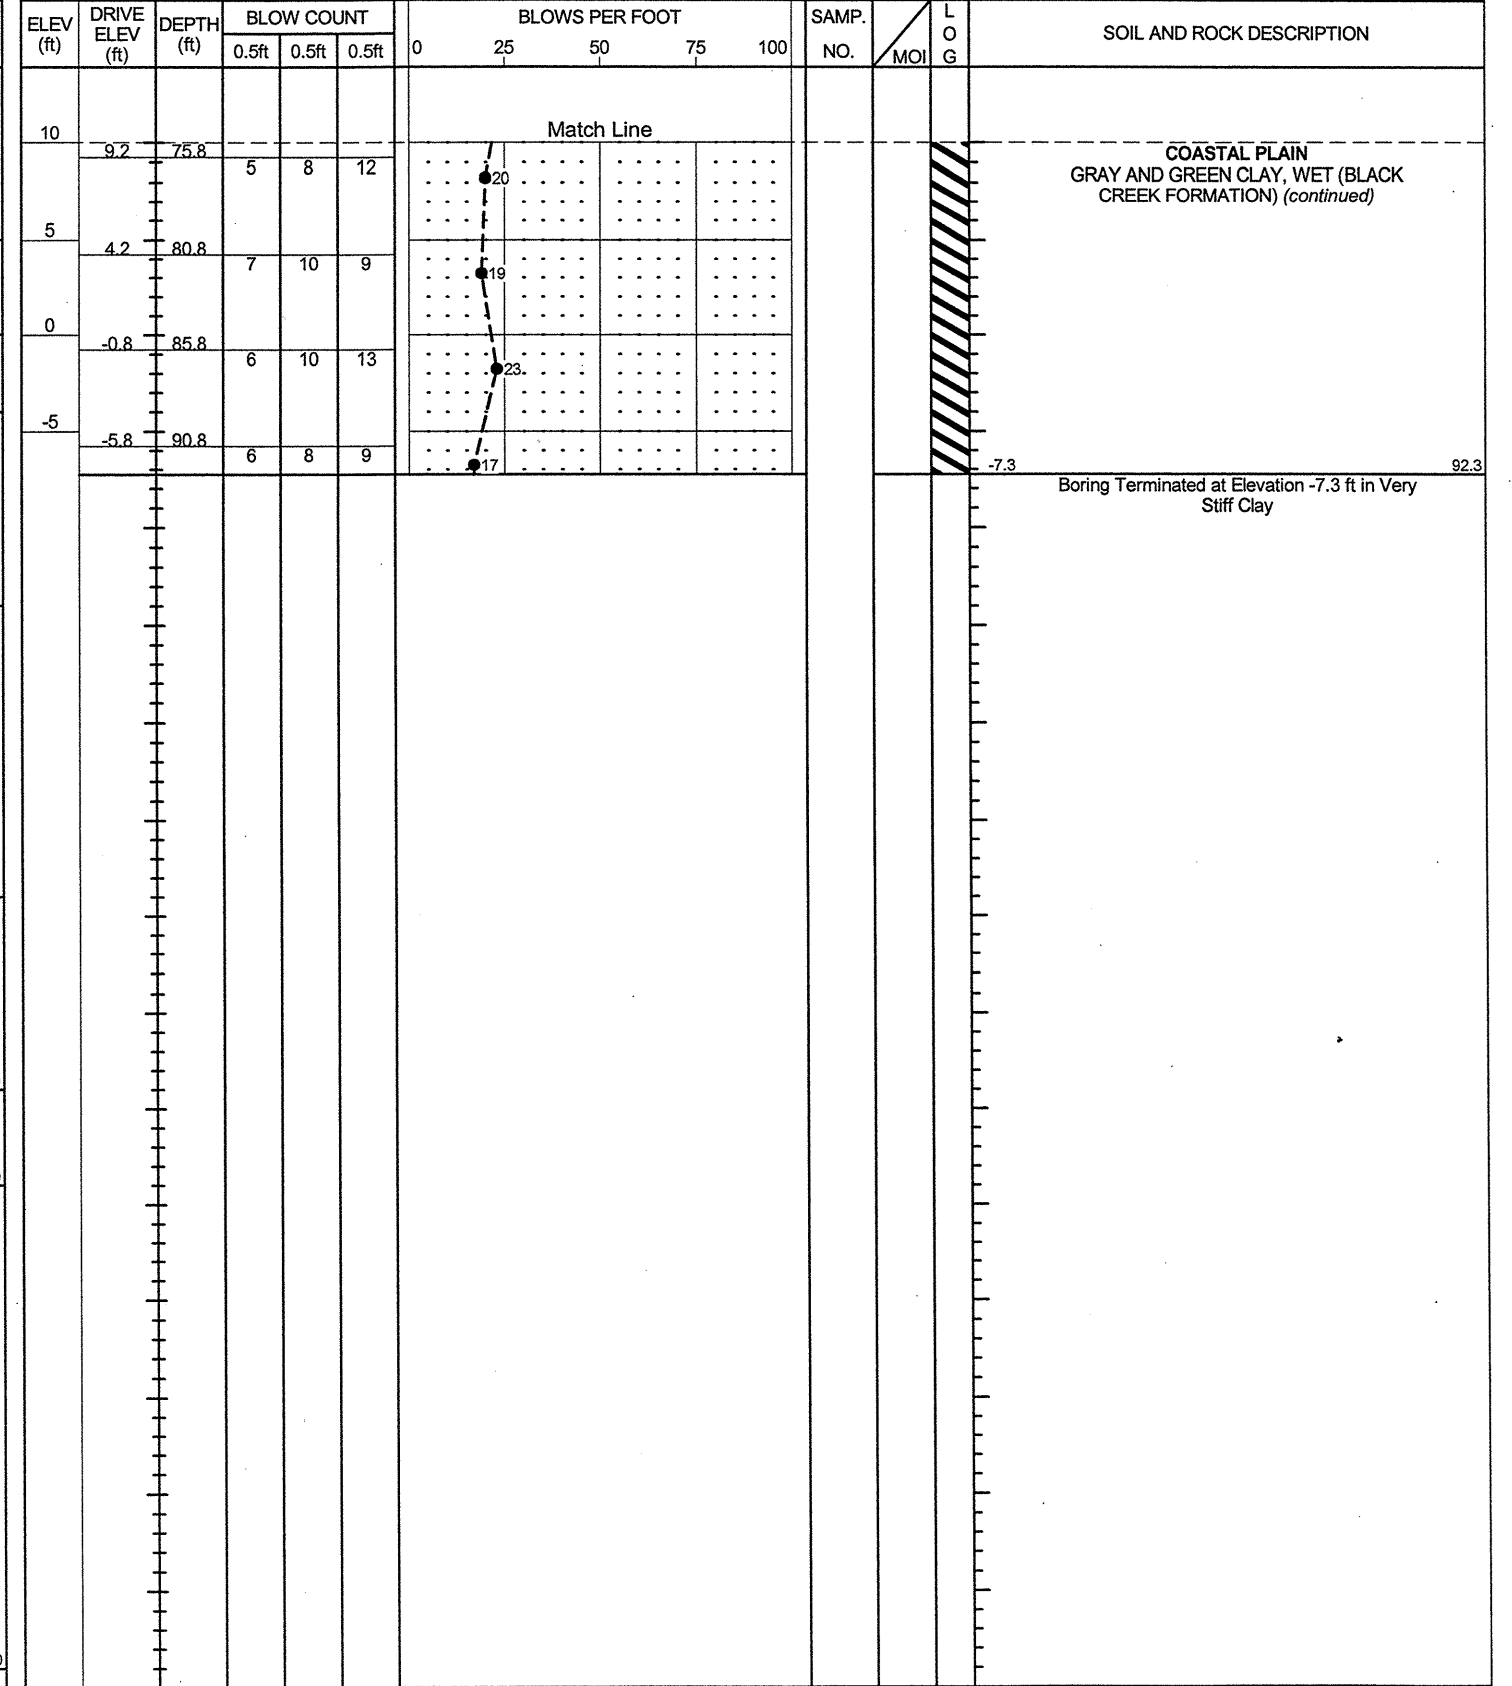 ELEV (ft) DRIVE ELEV (ft) DEPTH (ft) BLOW COUNT BLOWS PER FOOT SAMP. NO. MOI L O G SOIL AND ROCK DESCRIPTION
0.5ft 0.5ft 0.5ft 0 25 50 75 100
Match Line
10
9.2 75.8
5 8 12
20
COASTAL PLAIN
GRAY AND GREEN CLAY, WET (BLACK
CREEK FORMATION) (continued)
5
4.2 80.8
7 10 9
19
0
-0.8 85.8
6 10 13
23
-5
-5.8 90.8
6 8 9
17
-7.3 92.3
Boring Terminated at Elevation -7.3 ft in Very
Stiff Clay